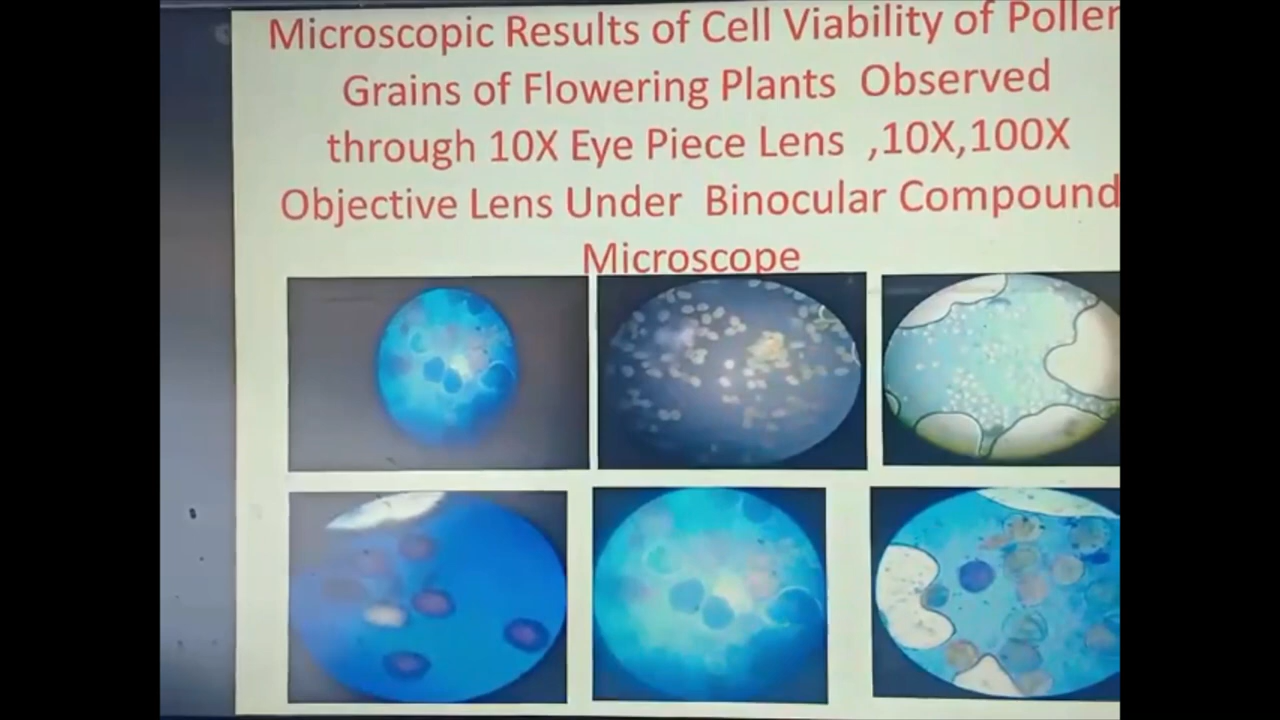 Microscopic Results of Cell Viability of Pollen
Grains of Flowering Plants Observed
through 10X Eye Piece Lens ,10X,100X
Objective Lens Under Binocular Compound
Microscope